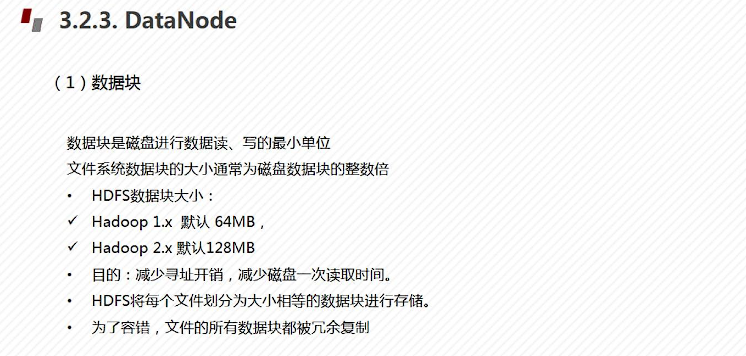 3.2.3. DataNode
（1）数据块
数据块是磁盘进行数据读、写的最小单位
文件系统数据块的大小通常为磁盘数据块的整数倍
• HDFS数据块大小：
✓ Hadoop 1.x 默认 64MB，
✓ Hadoop 2.x 默认128MB
• 目的：减少寻址开销，减少磁盘一次读取时间。
• HDFS将每个文件划分为大小相等的数据块进行存储。
• 为了容错，文件的所有数据块都被冗余复制